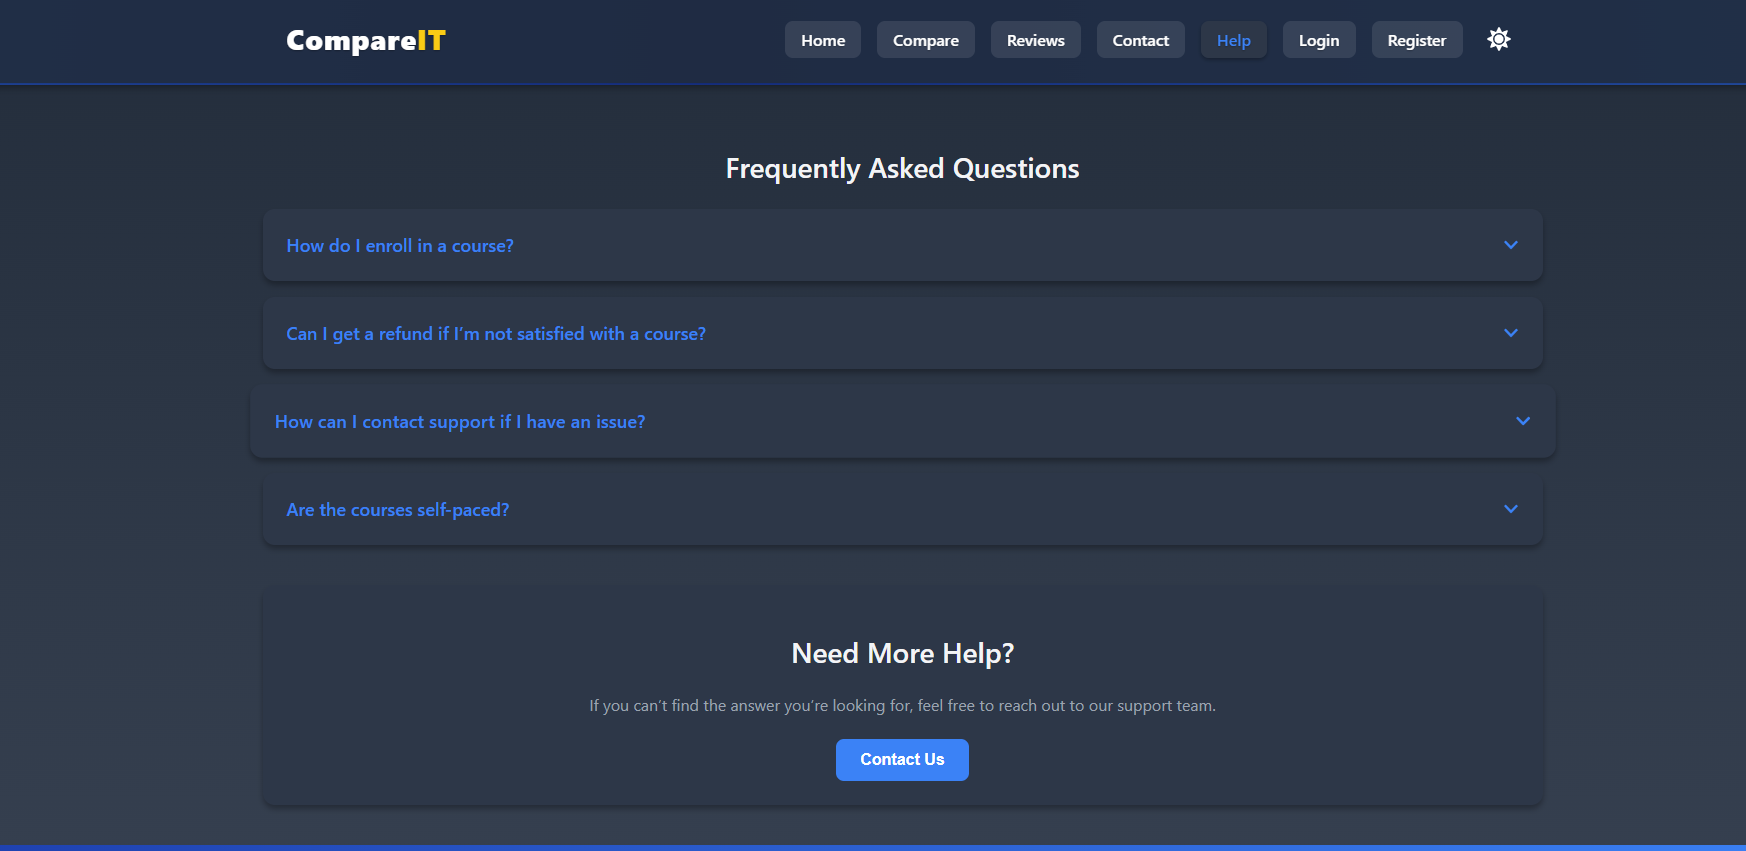 CompareIT
Home Compare Reviews Contact Help Login Register
Frequently Asked Questions
How do I enroll in a course?
Can I get a refund if I’m not satisfied with a course?
How can I contact support if I have an issue?
Are the courses self-paced?
Need More Help?
If you can’t find the answer you’re looking for, feel free to reach out to our support team.
Contact Us